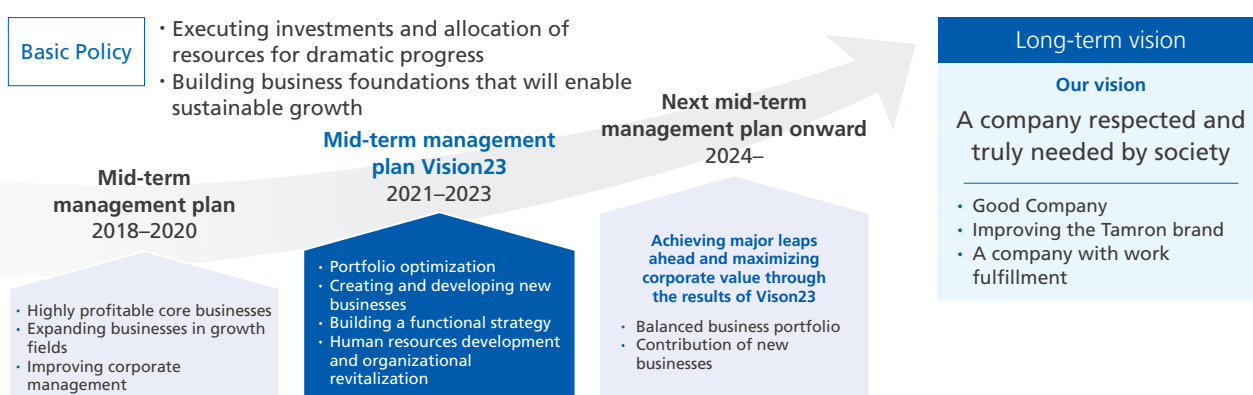 Basic Policy
・Executing investments and allocation of
resources for dramatic progress
・Building business foundations that will enable
sustainable growth
Mid-term
management plan
2018–2020
・Highly profitable core businesses
・Expanding businesses in growth
fields
・Improving corporate
management
Mid-term management
plan Vision23
2021–2023
・Portfolio optimization
・Creating and developing new
businesses
・Building a functional strategy
・Human resources development
and organizational
revitalization
Next mid-term
management plan onward
2024–
Achieving major leaps
ahead and maximizing
corporate value through
the results of Vison23
・Balanced business portfolio
・Contribution of new
businesses
Long-term vision
Our vision
A company respected and
truly needed by society
・Good Company
・Improving the Tamron brand
・A company with work
fulfillment